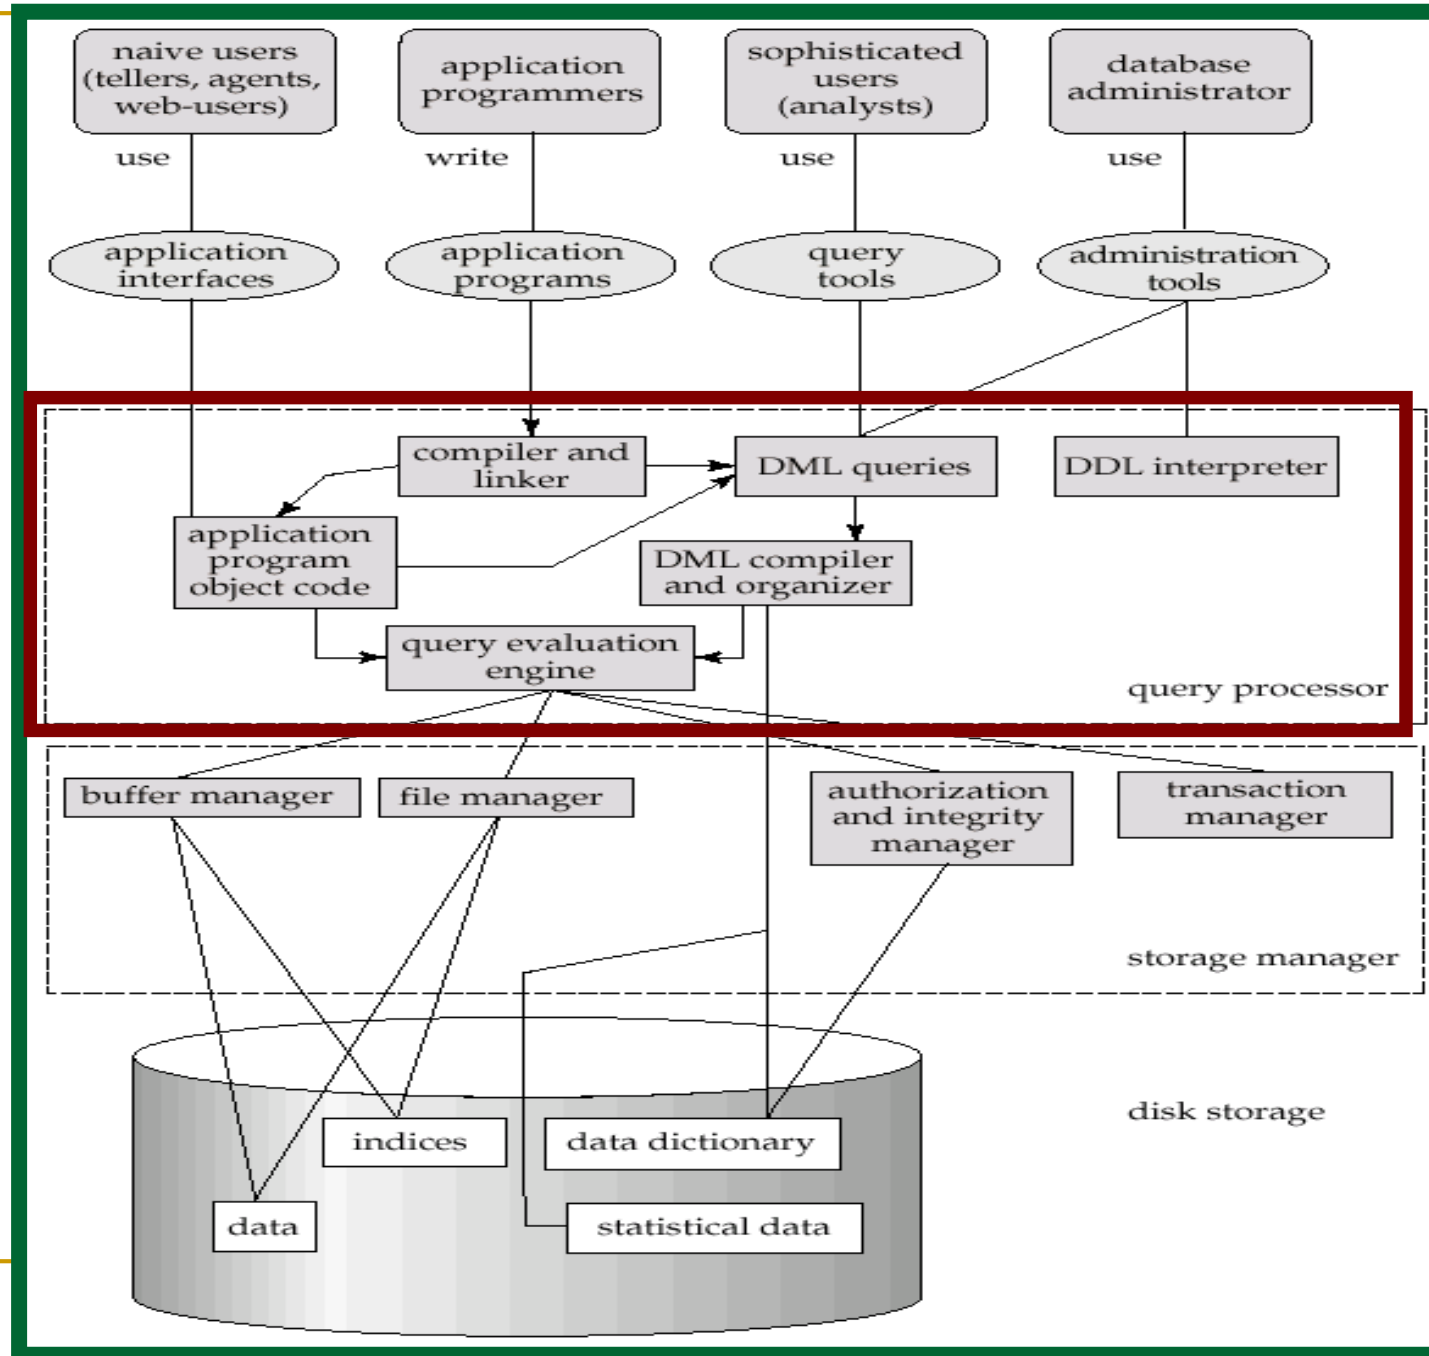 naive users
(tellers, agents,
web-users)
application
programmers
sophisticated
users
(analysts)
database
administrator
use
write
use
use
application
interfaces
application
programs
query
tools
administration
tools
compiler and
linker
DML queries
DDL interpreter
application
program
object code
DML compiler
and organizer
query evaluation
engine
query processor
buffer manager
file manager
authorization
and integrity
manager
transaction
manager
storage manager
disk storage
indices
data dictionary
data
statistical data